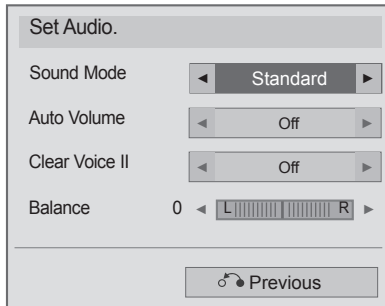 Set Audio.
Sound Mode ◄ Standard ►
Auto Volume ◄ Off ►
Clear Voice II ◄ Off ►
Balance 0 ◄ L R ►
Previous